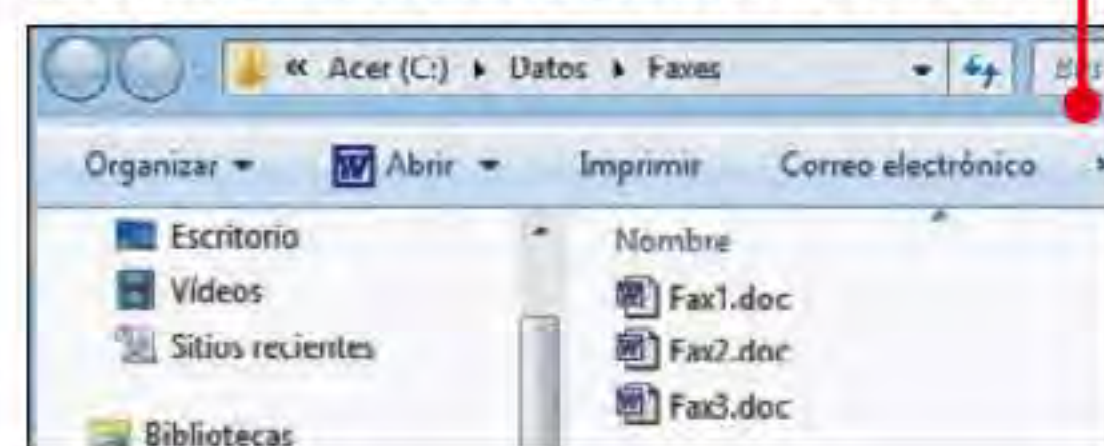 « Acer (C:) Datos Faxes
Organizar Abrir Imprimir Correo electrónico
Escritorio
Vídeos
Sitios recientes
Bibliotecas
Nombre
Fax1.doc
Fax2.doc
Fax3.doc